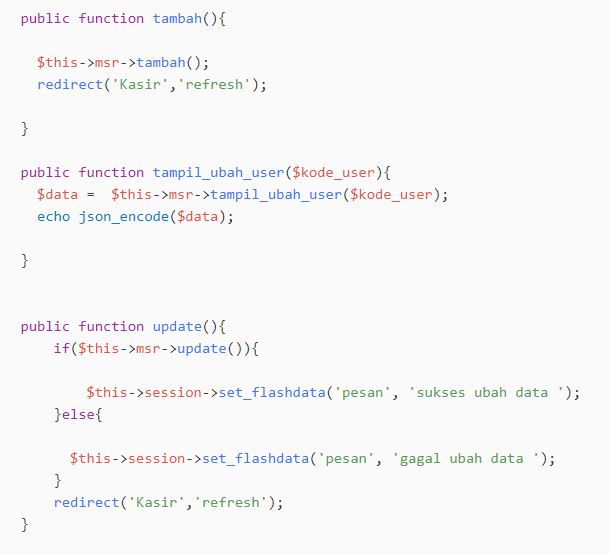 public function tambah(){
$this->msr->tambah();
redirect('Kasir','refresh');
}
public function tampil_ubah_user($kode_user){
$data =  $this->msr->tampil_ubah_user($kode_user);
echo json_encode($data);
}
public function update(){
if($this->msr->update()){
$this->session->set_flashdata('pesan', 'sukses ubah data ');
}else{
$this->session->set_flashdata('pesan', 'gagal ubah data ');
}
redirect('Kasir','refresh');
}